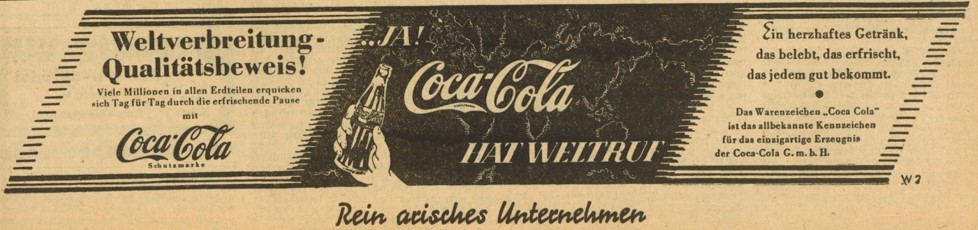 Weltverbreitung-
Qualitätsbeweis!
Viele Millionen in allen Erdteilen erquicken
sich Tag für Tag durch die erfrischende Pause
mit
Coca-Cola
Schutzmarke
...JA!
Coca-Cola
HAT WELTRUF
Ein herzhaftes Getränk,
das belebt, das erfrischt,
das jedem gut bekommt.
Das Warenzeichen „Coca Cola"
ist das allbekannte Kennzeichen
für das einzigartige Erzeugnis
der Coca-Cola G. m. b. H.
W 2
Rein arisches Unternehmen